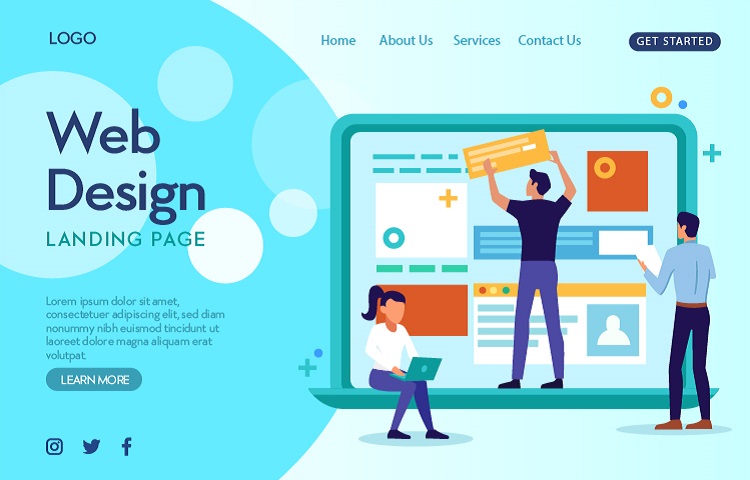 LOGO
Home About Us Services Contact Us GET STARTED
Web
Design
LANDING PAGE
Lorem ipsum dolor sit amet,
consectetuer adipiscing elit, sed diam
nonummy nibh euismod tincidunt ut
laoreet dolore magna aliquam erat
volutpat.
LEARN MORE